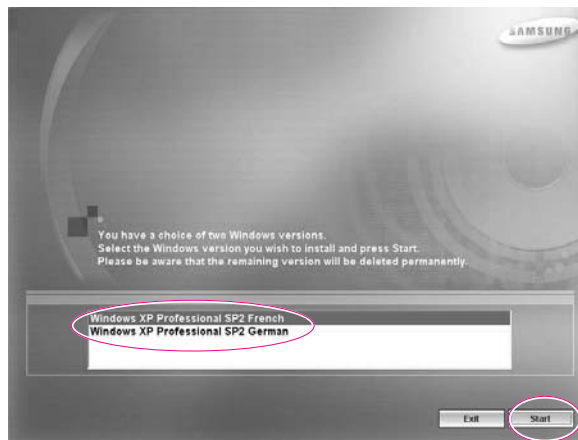 SAMSUNG
You have a choice of two Windows versions.
Select the Windows version you wish to install and press Start.
Please be aware that the remaining version will be deleted permanently.
Windows XP Professional SP2 French
Windows XP Professional SP2 German
Exit
Start